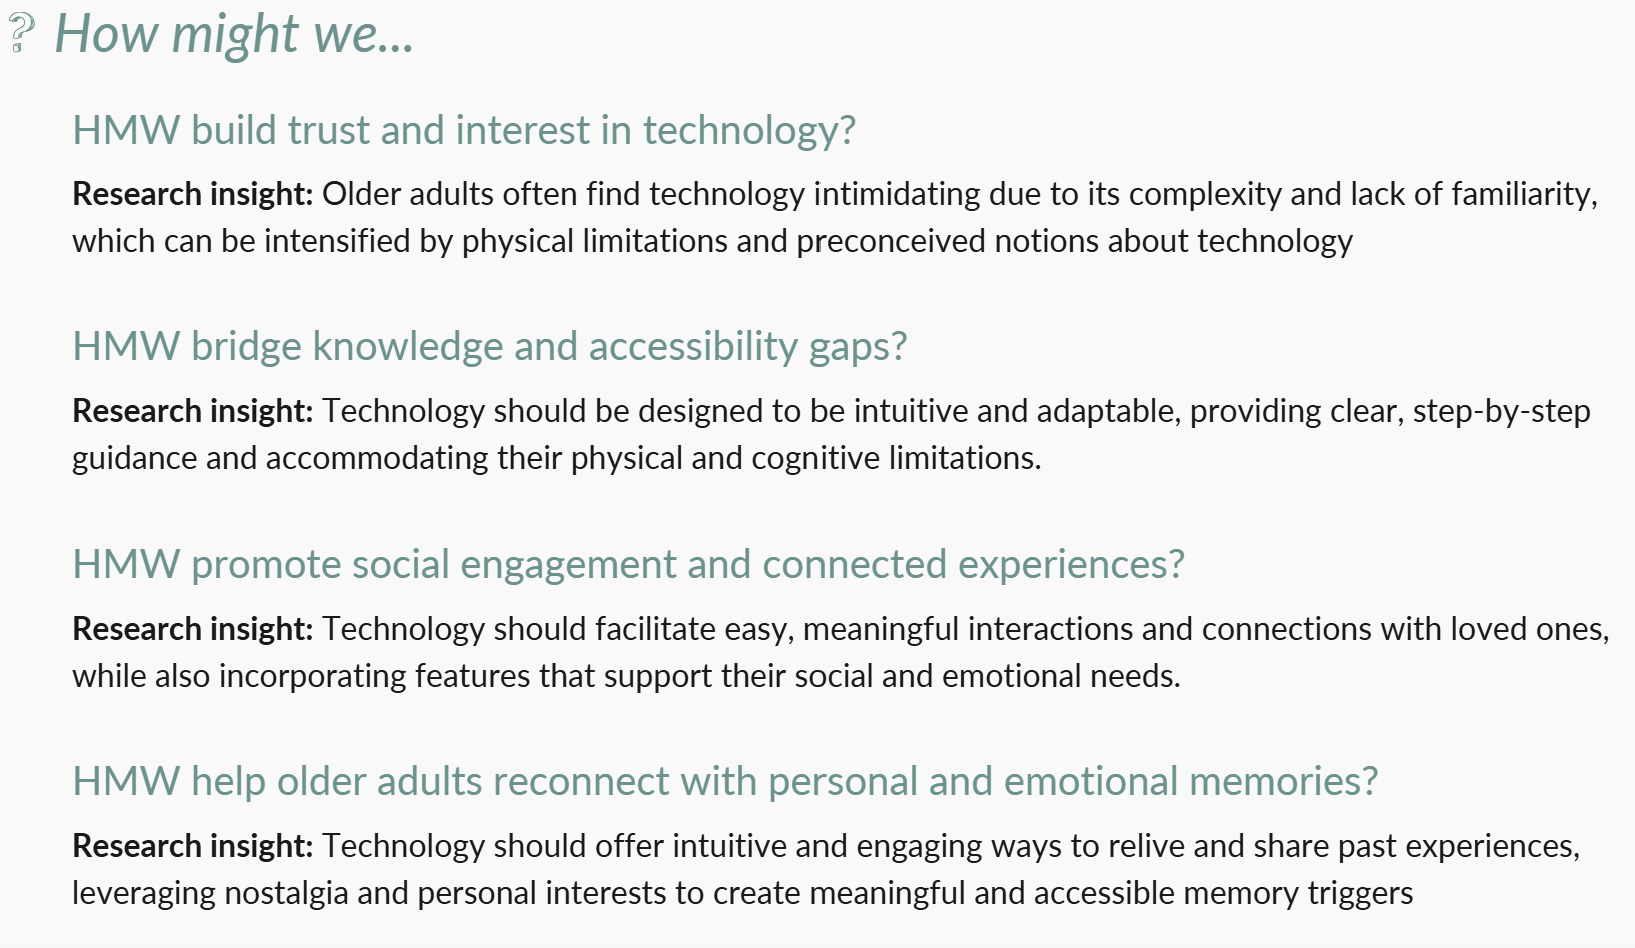 ? How might we...
HMW build trust and interest in technology?
Research insight: Older adults often find technology intimidating due to its complexity and lack of familiarity,
which can be intensified by physical limitations and preconceived notions about technology
HMW bridge knowledge and accessibility gaps?
Research insight: Technology should be designed to be intuitive and adaptable, providing clear, step-by-step
guidance and accommodating their physical and cognitive limitations.
HMW promote social engagement and connected experiences?
Research insight: Technology should facilitate easy, meaningful interactions and connections with loved ones,
while also incorporating features that support their social and emotional needs.
HMW help older adults reconnect with personal and emotional memories?
Research insight: Technology should offer intuitive and engaging ways to relive and share past experiences,
leveraging nostalgia and personal interests to create meaningful and accessible memory triggers